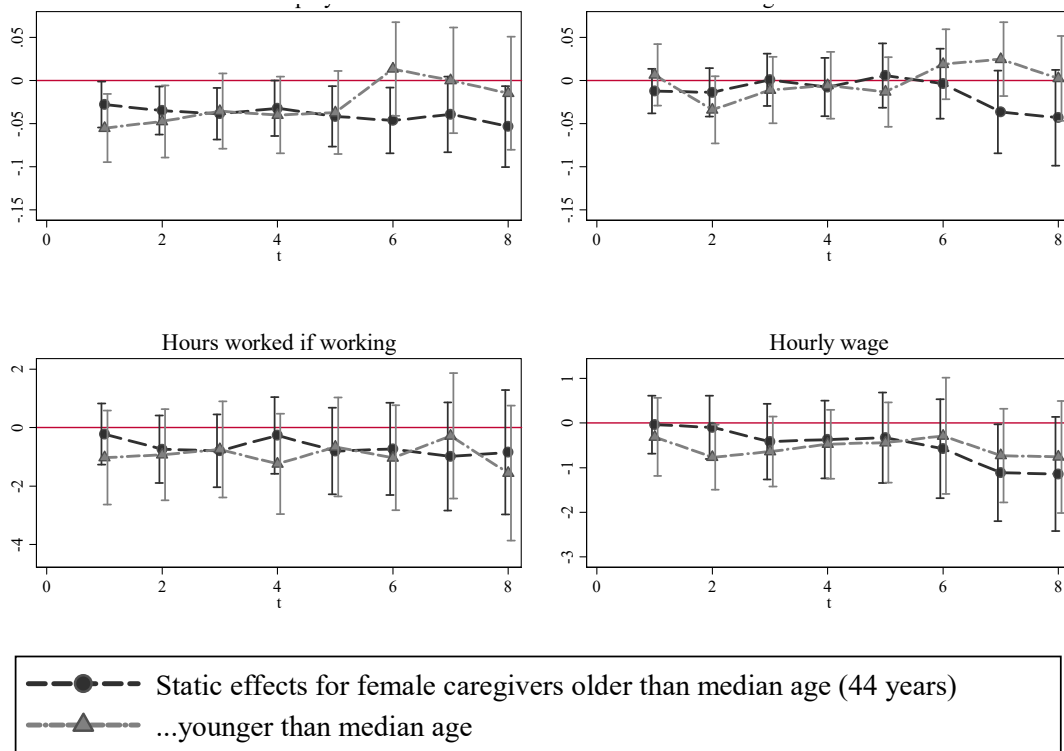 .05
0
-.05
-.1
-.15
0 2 4 6 8
t
.05
0
-.05
-.1
-.15
0 2 4 6 8
t
Hours worked if working
2
0
-2
-4
0 2 4 6 8
t
Hourly wage
1
0
-1
-2
-3
0 2 4 6 8
t
Static effects for female caregivers older than median age (44 years)
...younger than median age